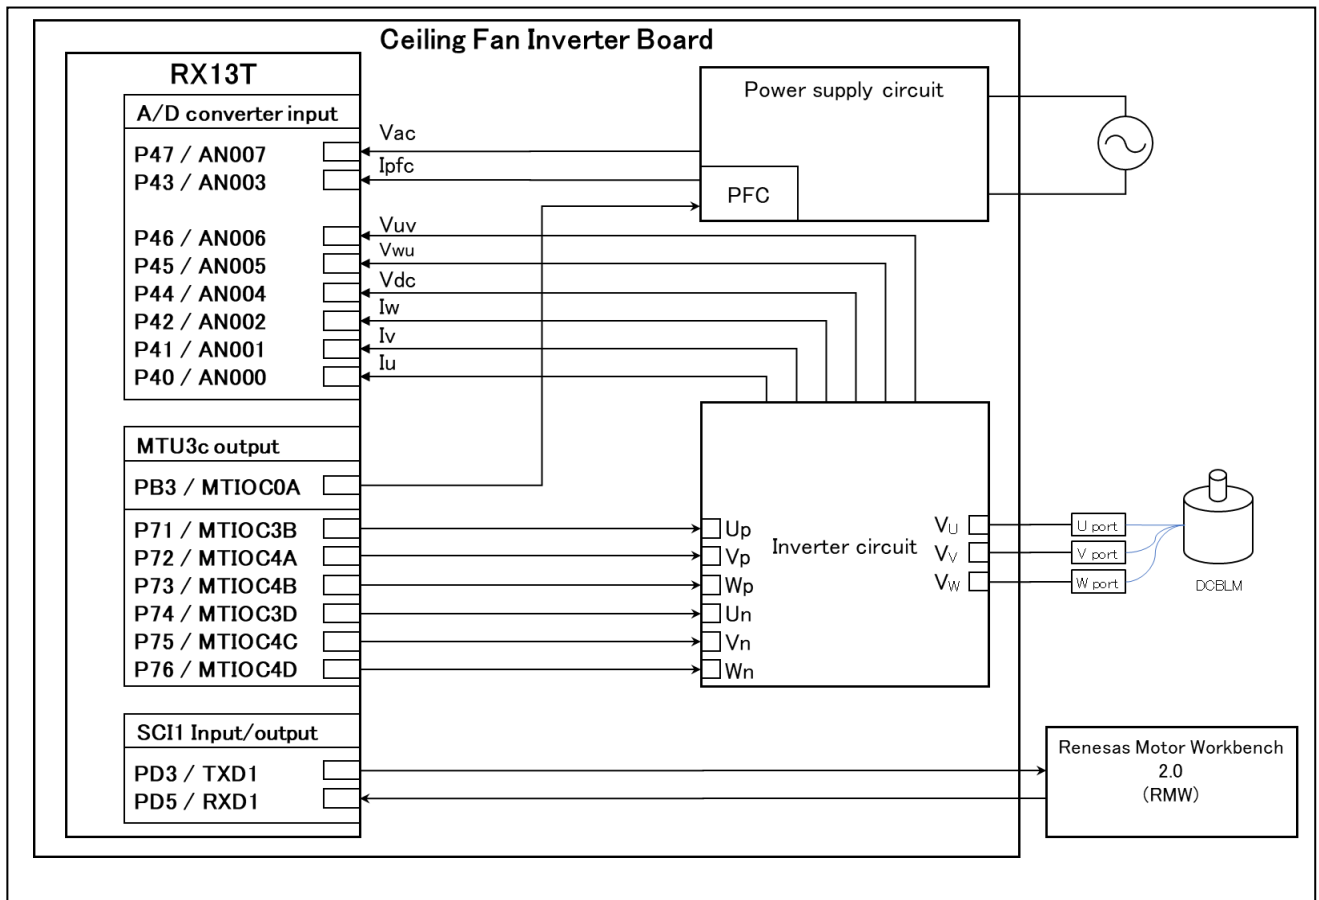 Ceiling Fan Inverter Board
RX13T
A/D converter input
P47 / AN007
P43 / AN003
P46 / AN006
P45 / AN005
P44 / AN004
P42 / AN002
P41 / AN001
P40 / AN000
MTU3c output
PB3 / MTIOC0A
P71 / MTIOC3B
P72 / MTIOC4A
P73 / MTIOC4B
P74 / MTIOC3D
P75 / MTIOC4C
P76 / MTIOC4D
SCI1 Input/output
PD3 / TXD1
PD5 / RXD1
Vac
Ipfc
Vuv
Vwu
Vdc
Iw
Iv
Iu
Power supply circuit
PFC
Up
Vp
Wp
Un
Vn
Wn
Inverter circuit
VU
VV
VW
U port
V port
W port
DCBLM
Renesas Motor Workbench
2.0
(RMW)